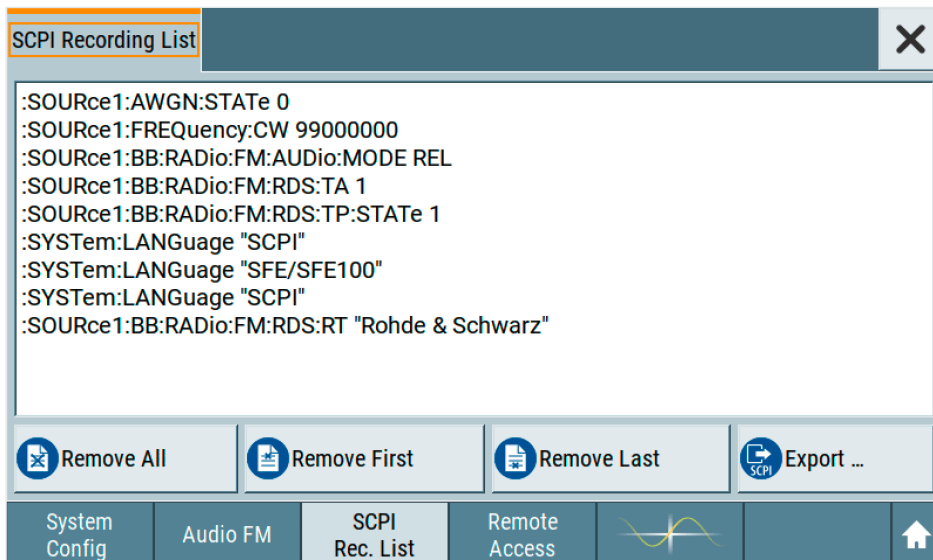 SCPI Recording List
:SOURce1:AWGN:STATe 0
:SOURce1:FREQuency:CW 99000000
:SOURce1:BB:RADio:FM:AUDio:MODE REL
:SOURce1:BB:RADio:FM:RDS:TA 1
:SOURce1:BB:RADio:FM:RDS:TP:STATe 1
:SYSTem:LANGuage "SCPI"
:SYSTem:LANGuage "SFE/SFE100"
:SYSTem:LANGuage "SCPI"
:SOURce1:BB:RADio:FM:RDS:RT "Rohde & Schwarz"
Remove All
Remove First
Remove Last
SCPI
Export ...
System
Config
Audio FM
SCPI
Rec. List
Remote
Access